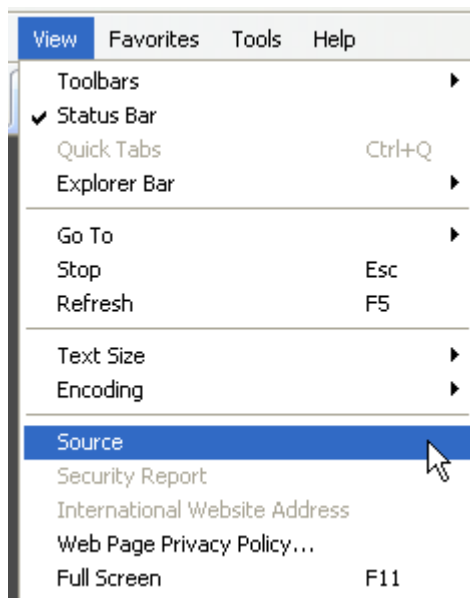 View Favorites Tools Help
Toolbars
Status Bar
Quick Tabs Ctrl+Q
Explorer Bar
Go To
Stop Esc
Refresh F5
Text Size
Encoding
Source
Security Report
International Website Address
Web Page Privacy Policy...
Full Screen F11